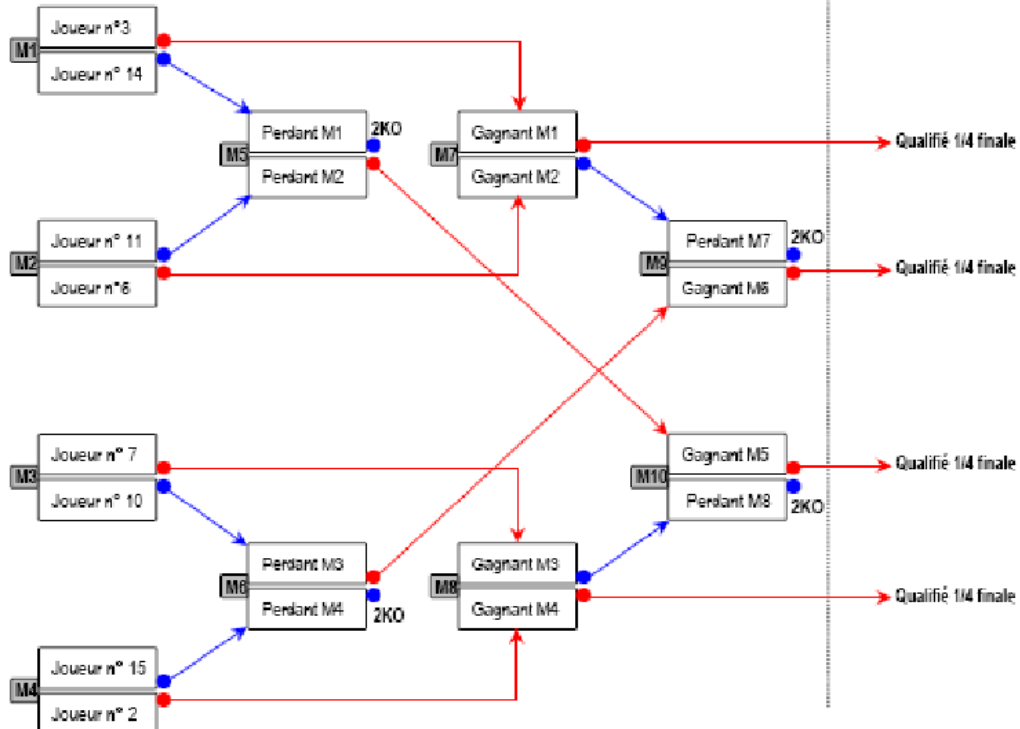 Joueur n°3
M1
Joueur n° 14
Perdant M1
2KO
M5
Perdant M2
Gagnant M1
M7
Gagnant M2
Qualifié 1/4 finale
Joueur n° 11
M2
Joueur n°6
Perdant M7
2KO
M9
Gagnant M6
Qualifié 1/4 finale
Joueur n° 7
M3
Joueur n° 10
Gagnant M5
M10
Perdant M8
2KO
Qualifié 1/4 finale
Perdant M3
M6
Perdant M4
2KO
Gagnant M3
M8
Gagnant M4
Qualifié 1/4 finale
Joueur n° 15
M4
Joueur n° 2